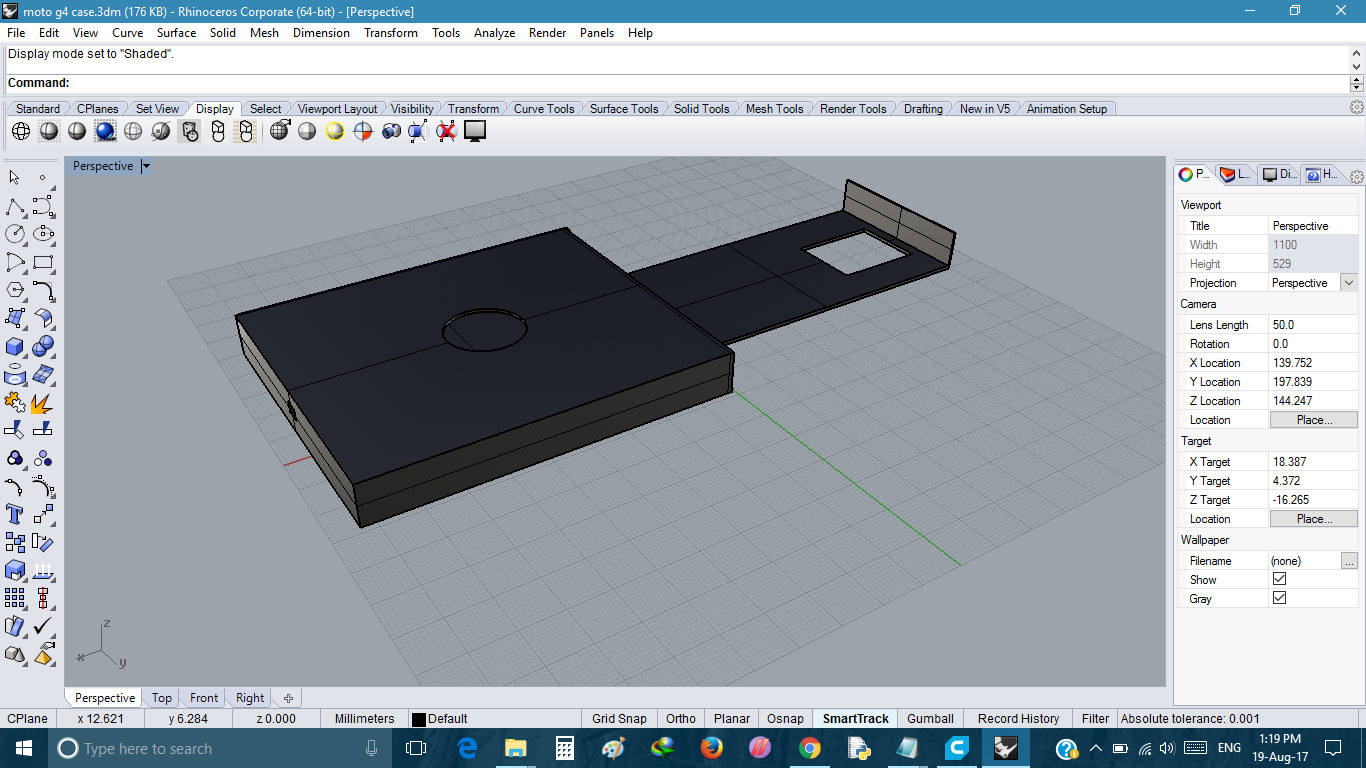 moto g4 case.3dm (176 KB) - Rhinoceros Corporate (64-bit) - [Perspective]
File Edit View Curve Surface Solid Mesh Dimension Transform Tools Analyze Render Panels Help
Display mode set to "Shaded".
Command:
Standard CPlanes Set View Display Select Viewport Layout Visibility Transform Curve Tools Surface Tools Solid Tools Mesh Tools Render Tools Drafting New in V5 Animation Setup
Perspective
P... L... Di... H...
Viewport
Title Perspective
Width 1100
Height 529
Projection Perspective
Camera
Lens Length 50.0
Rotation 0.0
X Location 139.752
Y Location 197.839
Z Location 144.247
Location Place...
Target
X Target 18.387
Y Target 4.372
Z Target -16.265
Location Place...
Wallpaper
Filename (none) ...
Show
Gray
z
x
y
Perspective Top Front Right
CPlane x 12.621 y 6.284 z 0.000 Millimeters Default Grid Snap Ortho Planar Osnap SmartTrack Gumball Record History Filter Absolute tolerance: 0.001
Type here to search
ENG
1:19 PM
19-Aug-17